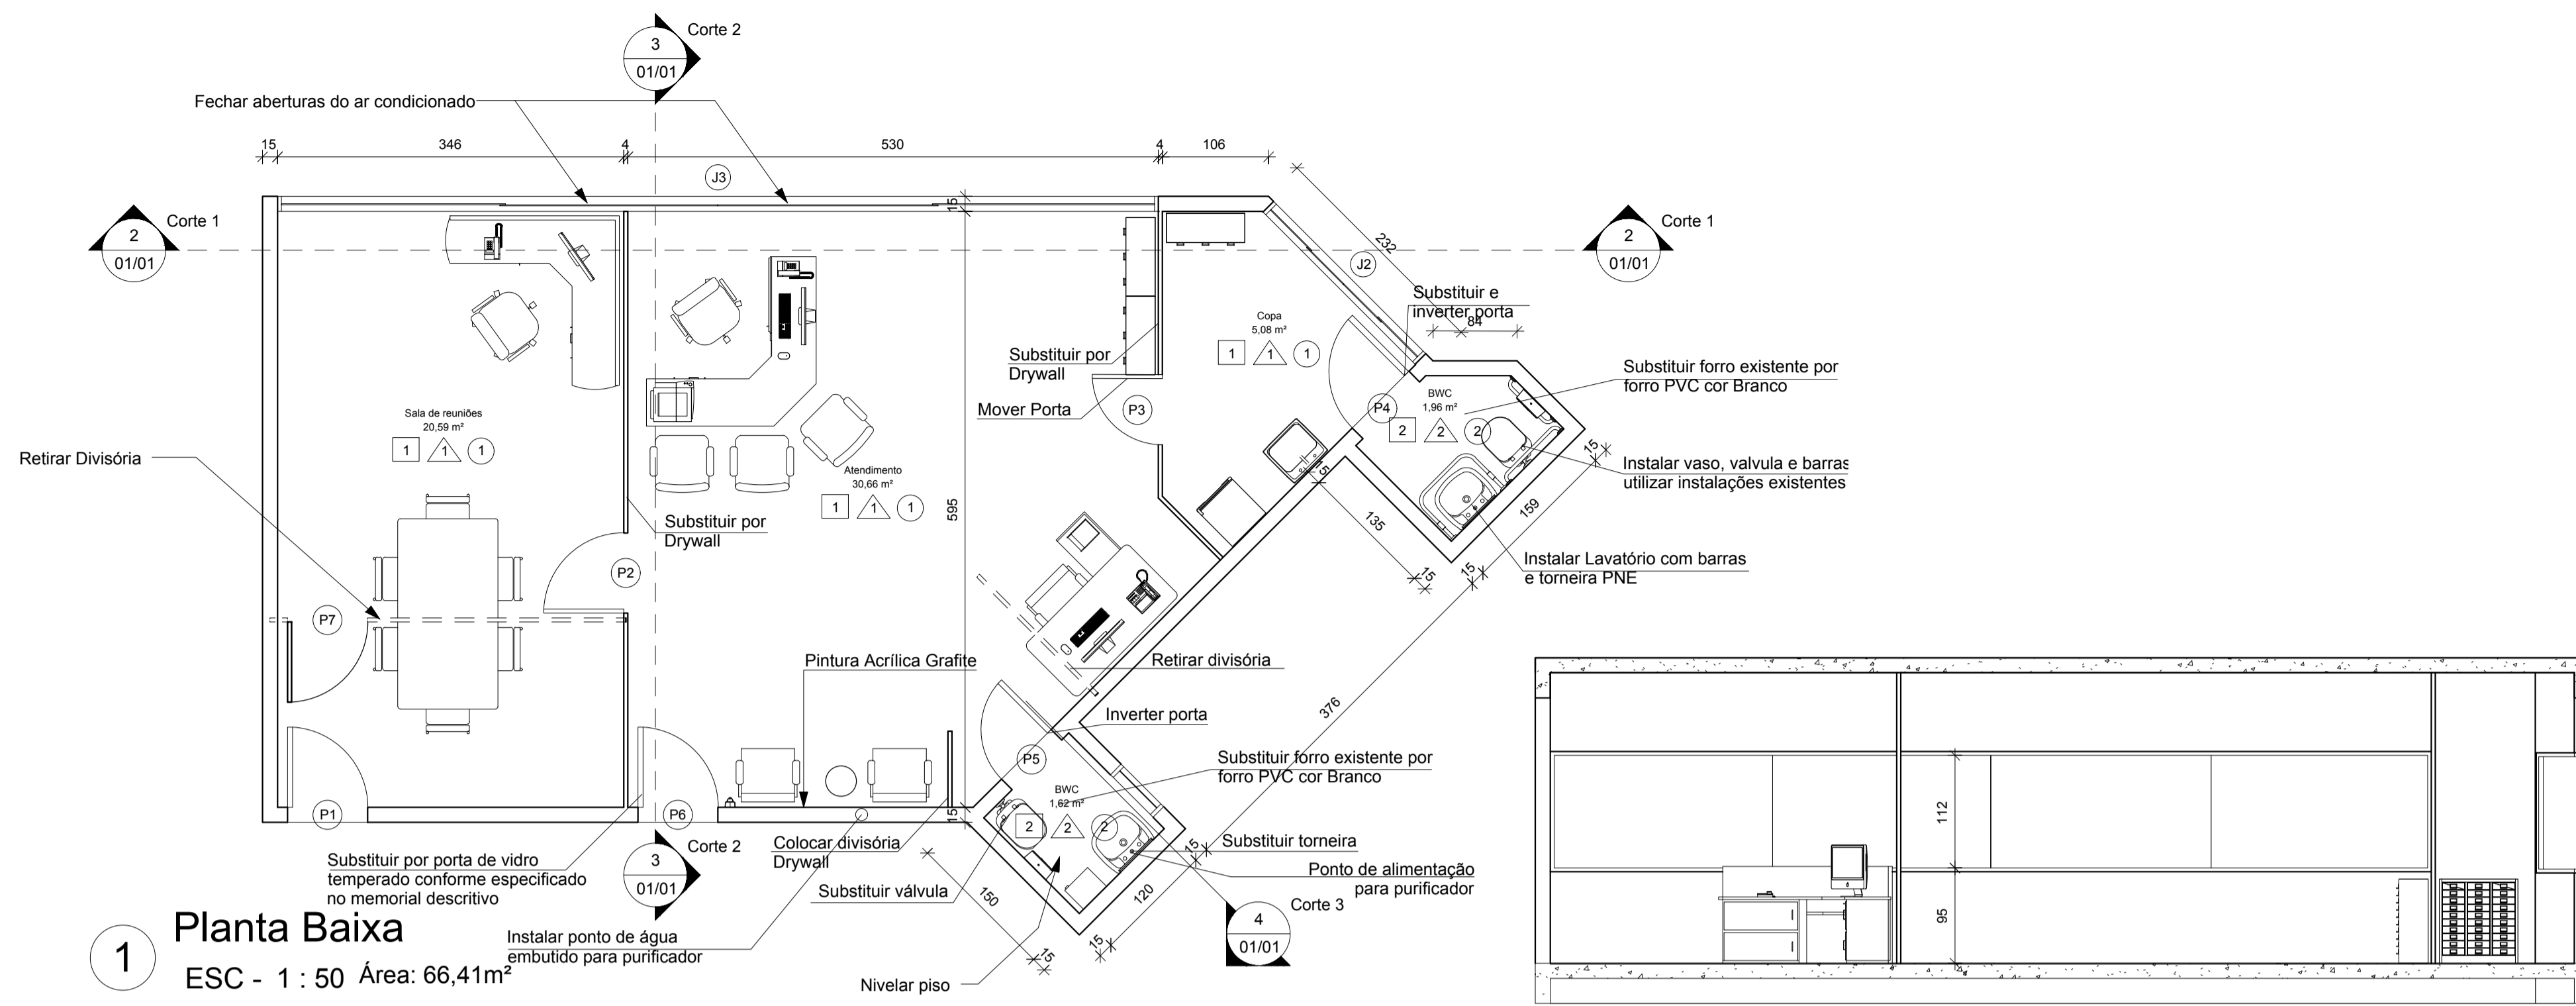 3
01/01
Corte 2
Fechar aberturas do ar condicionado
15
346
4
530
4
106
J3
15
2
01/01
Corte 1
2
01/01
Corte 1
232
J2
Substituir e
inverter porta
84
Copa
5,08 m²
1
1
1
Substituir por
Drywall
Mover Porta
P3
P4
BWC
1,96 m²
2
2
2
Substituir forro existente por
forro PVC cor Branco
Sala de reuniões
20,59 m²
1
1
1
Retirar Divisória
Atendimento
30,66 m²
1
1
1
595
15
15
Instalar vaso, valvula e barras
utilizar instalações existentes
159
135
15
15
Instalar Lavatório com barras
e torneira PNE
Substituir por
Drywall
P2
P7
Pintura Acrílica Grafite
Retirar divisória
376
Inverter porta
P5
Substituir forro existente por
forro PVC cor Branco
BWC
1,62 m²
2
2
2
P1
P6
15
Substituir torneira
15
Ponto de alimentação
para purificador
Substituir por porta de vidro
temperado conforme especificado
no memorial descritivo
3
01/01
Corte 2
Colocar divisória
Drywall
Substituir válvula
150
120
15
15
4
01/01
Corte 3
Instalar ponto de água
embutido para purificador
Nivelar piso
1
Planta Baixa
ESC - 1 : 50
Área: 66,41m²
112
95